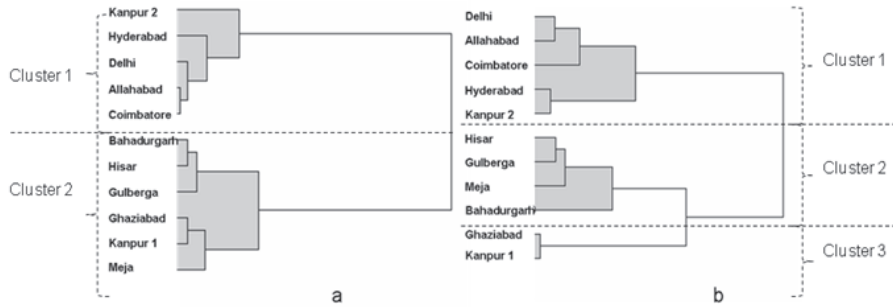 Kanpur 2
Hyderabad
Delhi
Allahabad
Coimbatore
Bahadurgarh
Hisar
Gulberga
Ghaziabad
Kanpur 1
Meja
Cluster 1
Cluster 2
a
Delhi
Allahabad
Coimbatore
Hyderabad
Kanpur 2
Hisar
Gulberga
Meja
Bahadurgarh
Ghaziabad
Kanpur 1
Cluster 1
Cluster 2
Cluster 3
b